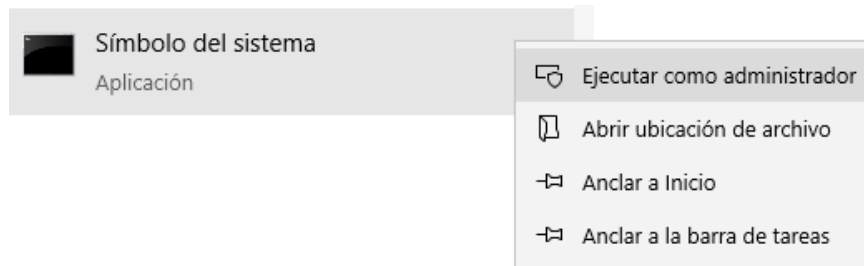 Símbolo del sistema
Aplicación
Ejecutar como administrador
Abrir ubicación de archivo
Anclar a Inicio
Anclar a la barra de tareas